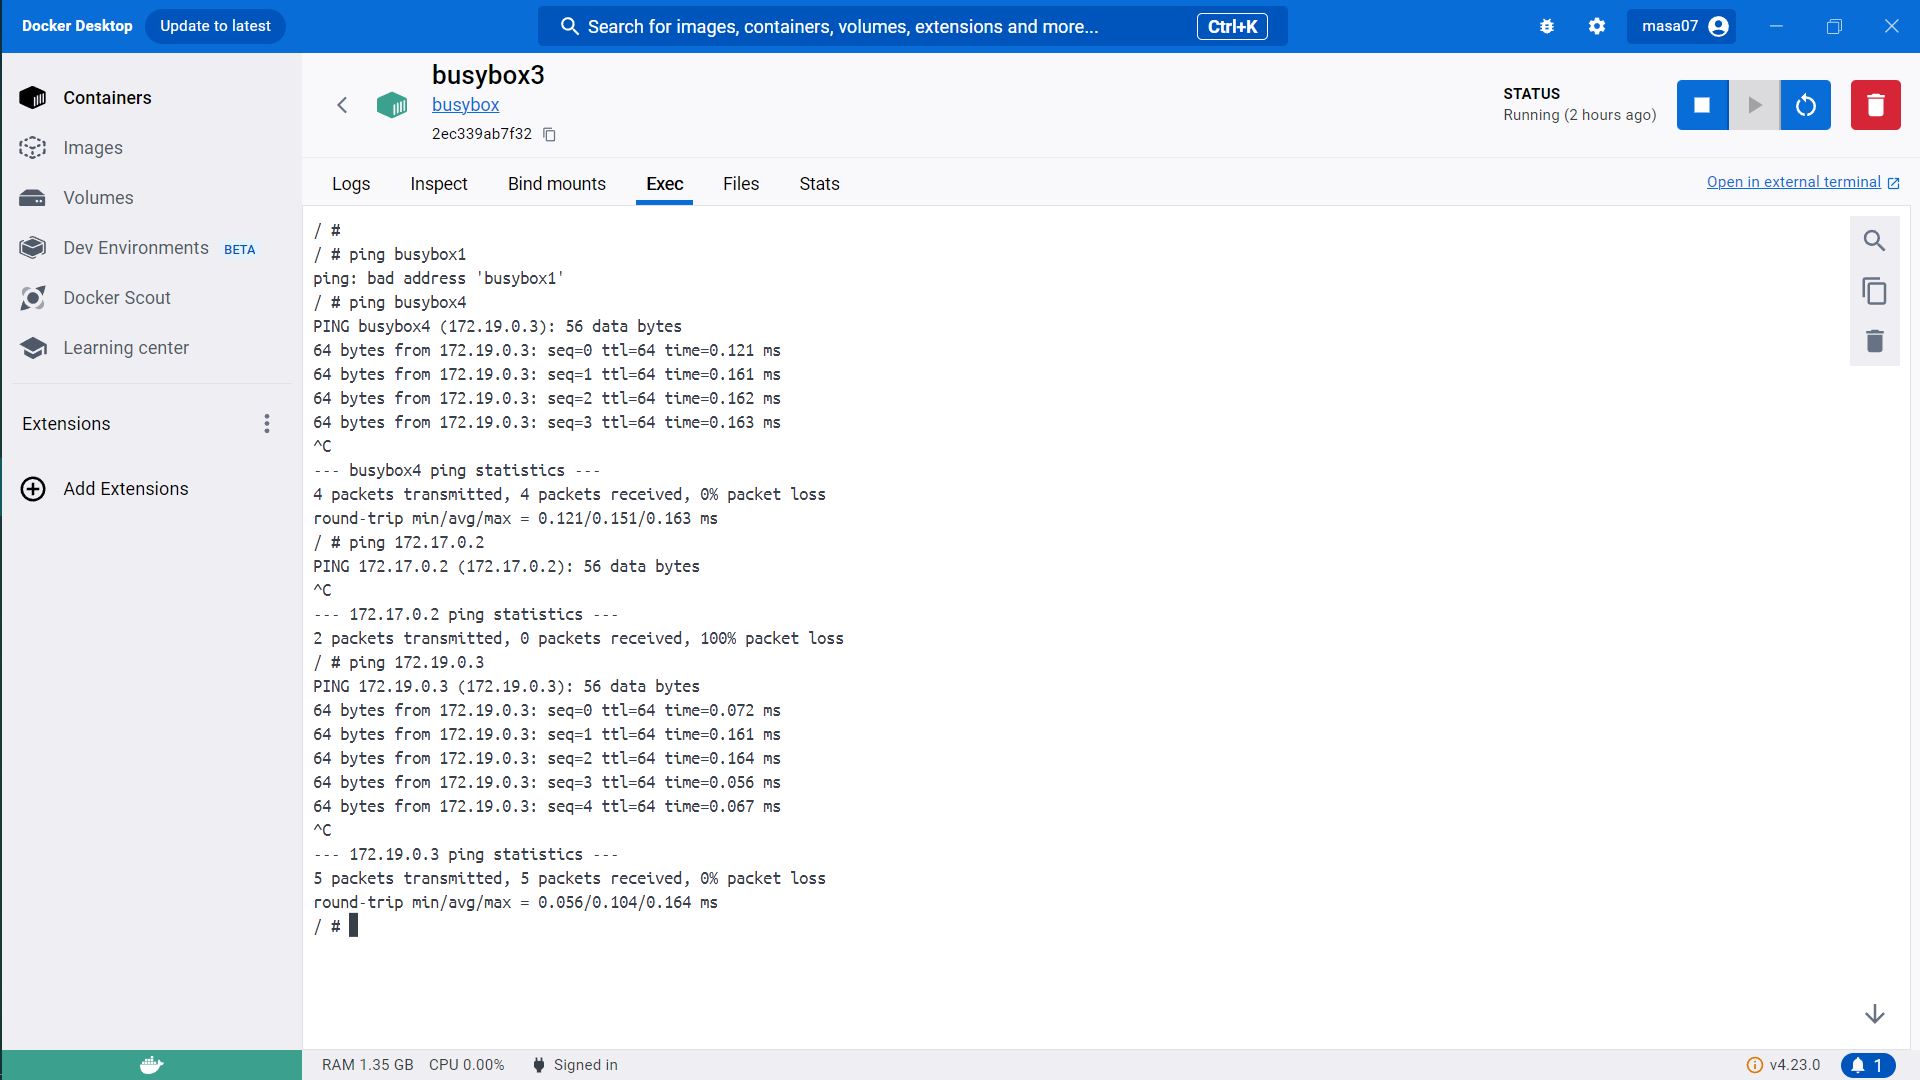 Docker Desktop
Update to latest
Search for images, containers, volumes, extensions and more...
Ctrl+K
masa07
Containers
Images
Volumes
Dev Environments BETA
Docker Scout
Learning center
Extensions
Add Extensions
busybox3
busybox
2ec339ab7f32
STATUS
Running (2 hours ago)
Logs Inspect Bind mounts Exec Files Stats
Open in external terminal
/ #
/ # ping busybox1
ping: bad address 'busybox1'
/ # ping busybox4
PING busybox4 (172.19.0.3): 56 data bytes
64 bytes from 172.19.0.3: seq=0 ttl=64 time=0.121 ms
64 bytes from 172.19.0.3: seq=1 ttl=64 time=0.161 ms
64 bytes from 172.19.0.3: seq=2 ttl=64 time=0.162 ms
64 bytes from 172.19.0.3: seq=3 ttl=64 time=0.163 ms
^C
--- busybox4 ping statistics ---
4 packets transmitted, 4 packets received, 0% packet loss
round-trip min/avg/max = 0.121/0.151/0.163 ms
/ # ping 172.17.0.2
PING 172.17.0.2 (172.17.0.2): 56 data bytes
^C
--- 172.17.0.2 ping statistics ---
2 packets transmitted, 0 packets received, 100% packet loss
/ # ping 172.19.0.3
PING 172.19.0.3 (172.19.0.3): 56 data bytes
64 bytes from 172.19.0.3: seq=0 ttl=64 time=0.072 ms
64 bytes from 172.19.0.3: seq=1 ttl=64 time=0.161 ms
64 bytes from 172.19.0.3: seq=2 ttl=64 time=0.164 ms
64 bytes from 172.19.0.3: seq=3 ttl=64 time=0.056 ms
64 bytes from 172.19.0.3: seq=4 ttl=64 time=0.067 ms
^C
--- 172.19.0.3 ping statistics ---
5 packets transmitted, 5 packets received, 0% packet loss
round-trip min/avg/max = 0.056/0.104/0.164 ms
/ #
RAM 1.35 GB CPU 0.00% Signed in
v4.23.0
1